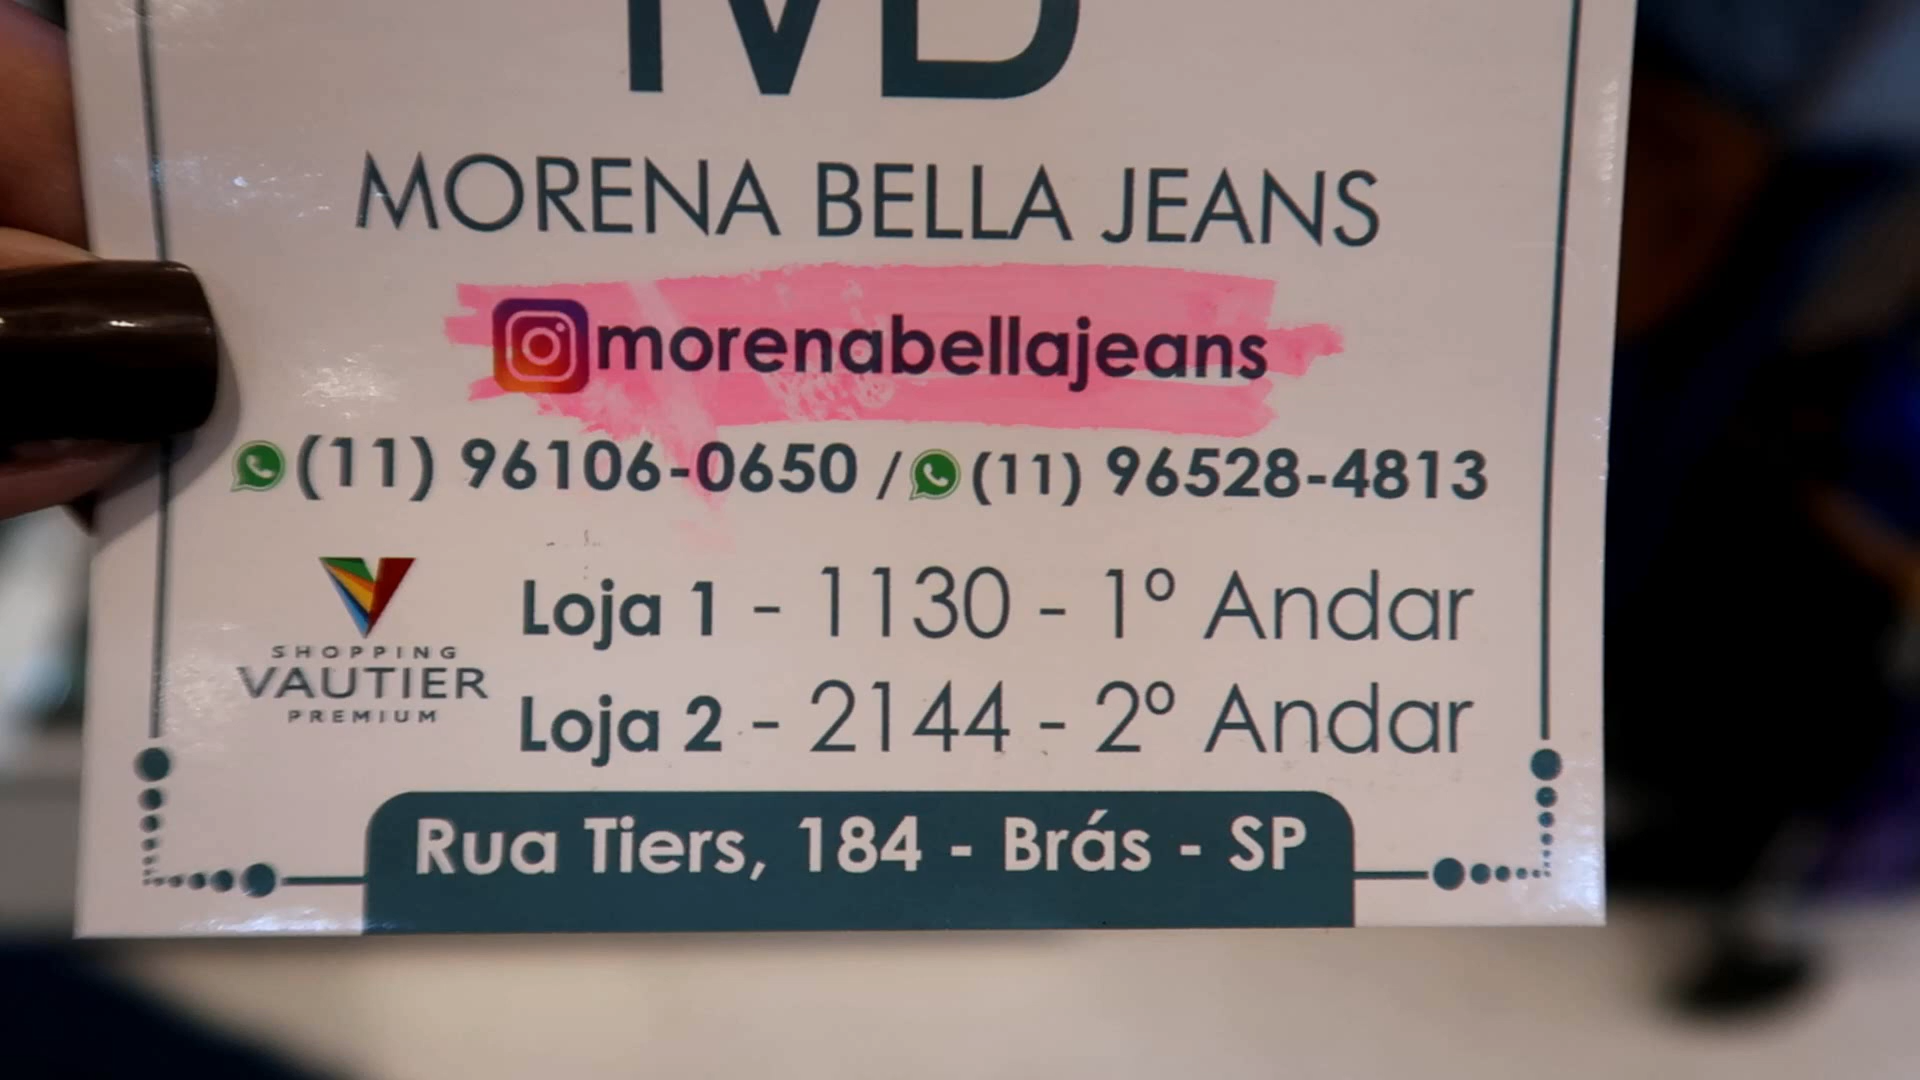 MB
MORENA BELLA JEANS
morenabellajeans
(11) 96106-0650 / (11) 96528-4813
SHOPPING
VAUTIER
PREMIUM
Loja 1 - 1130 - 1º Andar
Loja 2 - 2144 - 2º Andar
Rua Tiers, 184 - Brás - SP